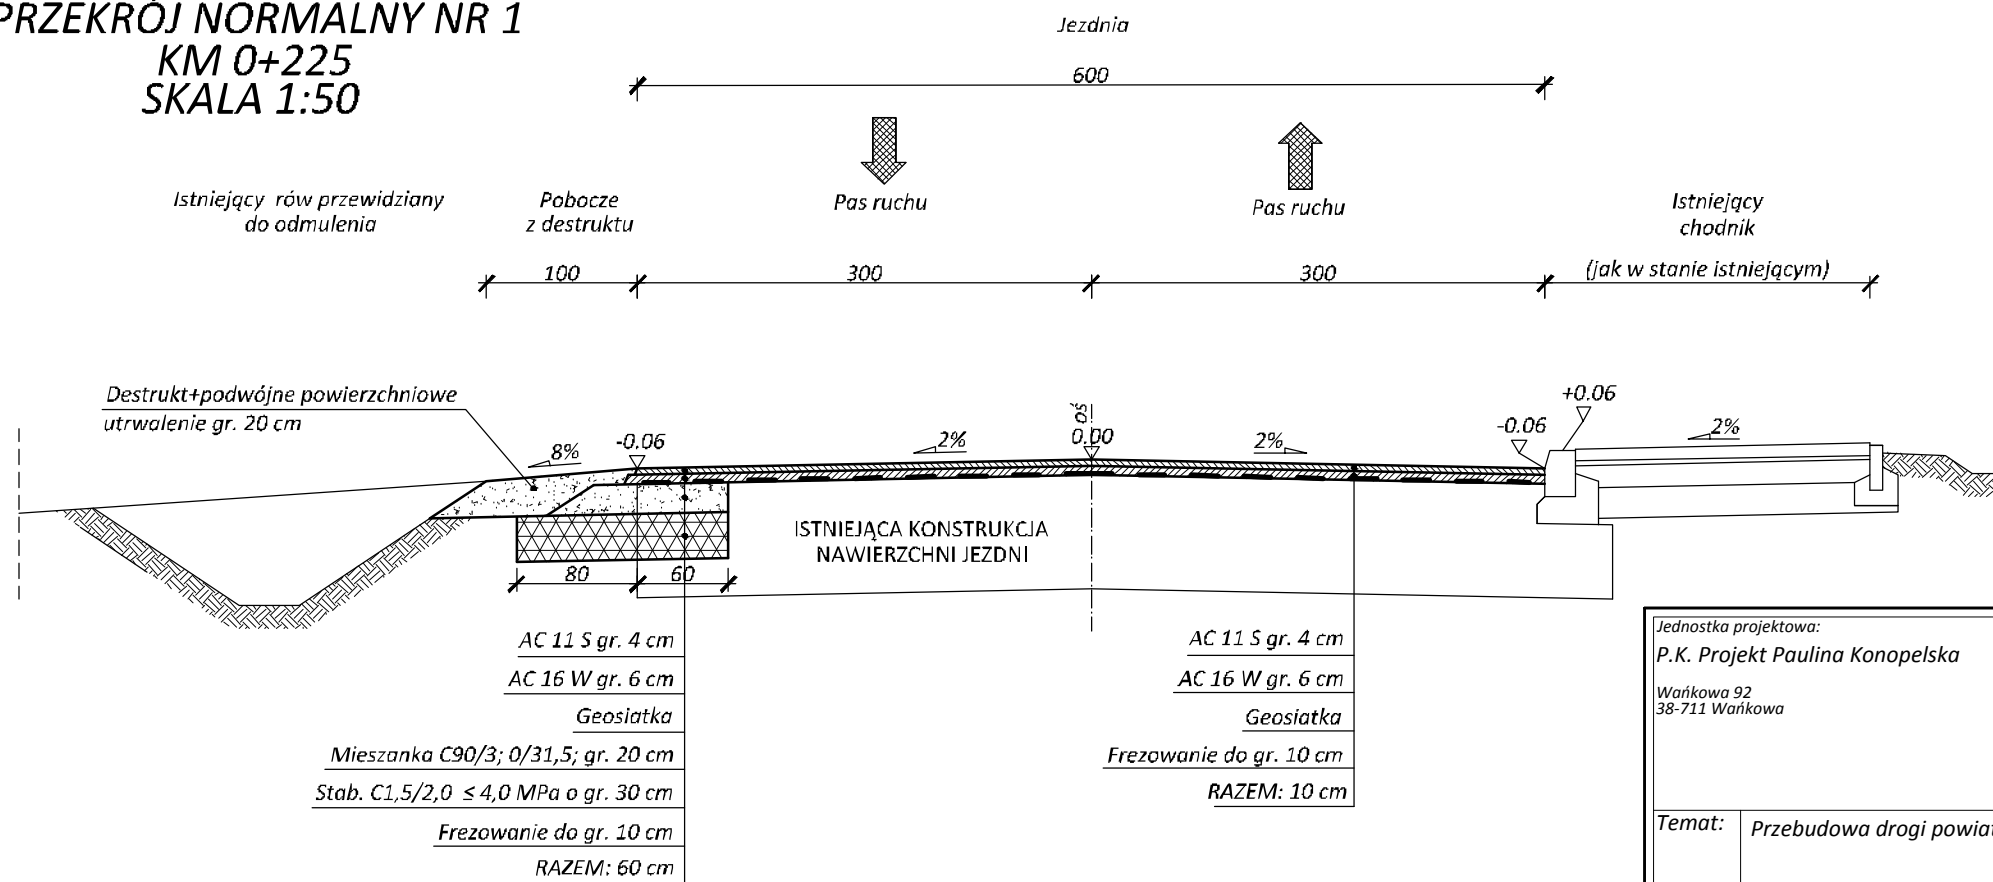 PRZEKRÓJ NORMALNY NR 1
KM 0+225
SKALA 1:50
Jezdnia
600
Istniejący rów przewidziany
do odmulenia
Pobocze
z destruktu
Pas ruchu
Pas ruchu
Istniejący
chodnik
100
300
300
(jak w stanie istniejącym)
Destrukt+podwójne powierzchniowe
utrwalenie gr. 20 cm
8%
-0.06
2%
oś
0.00
2%
-0.06
+0.06
2%
ISTNIEJĄCA KONSTRUKCJA
NAWIERZCHNI JEZDNI
80
60
AC 11 S gr. 4 cm
AC 16 W gr. 6 cm
Geosiatka
Mieszanka C90/3; 0/31,5; gr. 20 cm
Stab. C1,5/2,0 ≤ 4,0 MPa o gr. 30 cm
Frezowanie do gr. 10 cm
RAZEM: 60 cm
AC 11 S gr. 4 cm
AC 16 W gr. 6 cm
Geosiatka
Frezowanie do gr. 10 cm
RAZEM: 10 cm
Jednostka projektowa:
P.K. Projekt Paulina Konopelska
Wańkowa 92
38-711 Wańkowa
Temat:
Przebudowa drogi powiat